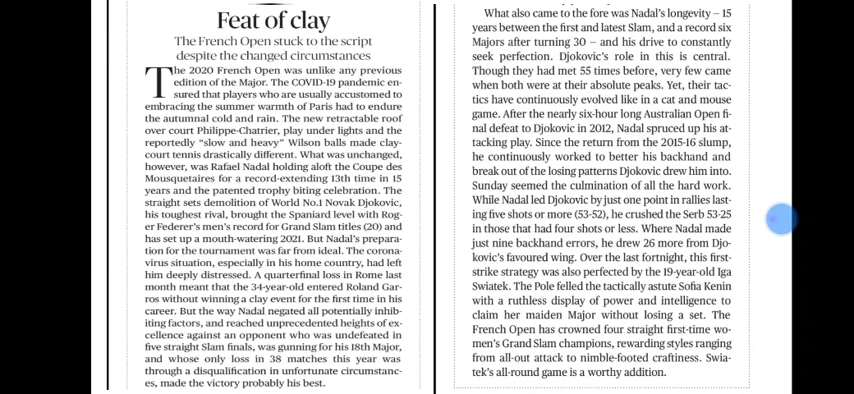 Feat of clay
The French Open stuck to the script
despite the changed circumstances
The 2020 French Open was unlike any previous
edition of the Major. The COVID-19 pandemic en-
sured that players who are usually accustomed to
embracing the summer warmth of Paris had to endure
the autumnal cold and rain. The new retractable roof
over court Philippe-Chatrier, play under lights and the
reportedly “slow and heavy” Wilson balls made clay-
court tennis drastically different. What was unchanged,
however, was Rafael Nadal holding aloft the Coupe des
Mousquetaires for a record-extending 13th time in 15
years and the patented trophy biting celebration. The
straight sets demolition of World No.1 Novak Djokovic,
his toughest rival, brought the Spaniard level with Rog-
er Federer’s men’s record for Grand Slam titles (20) and
has set up a mouth-watering 2021. But Nadal’s prepara-
tion for the tournament was far from ideal. The corona-
virus situation, especially in his home country, had left
him deeply distressed. A quarterfinal loss in Rome last
month meant that the 34-year-old entered Roland Gar-
ros without winning a clay event for the first time in his
career. But the way Nadal negated all potentially inhib-
iting factors, and reached unprecedented heights of ex-
cellence against an opponent who was undefeated in
five straight Slam finals, was gunning for his 18th Major,
and whose only loss in 38 matches this year was
through a disqualification in unfortunate circumstanc-
es, made the victory probably his best.
What also came to the fore was Nadal’s longevity – 15
years between the first and latest Slam, and a record six
Majors after turning 30 – and his drive to constantly
seek perfection. Djokovic’s role in this is central.
Though they had met 55 times before, very few came
when both were at their absolute peaks. Yet, their tac-
tics have continuously evolved like in a cat and mouse
game. After the nearly six-hour long Australian Open fi-
nal defeat to Djokovic in 2012, Nadal spruced up his at-
tacking play. Since the return from the 2015-16 slump,
he continuously worked to better his backhand and
break out of the losing patterns Djokovic drew him into.
Sunday seemed the culmination of all the hard work.
While Nadal led Djokovic by just one point in rallies last-
ing five shots or more (53-52), he crushed the Serb 53-25
in those that had four shots or less. Where Nadal made
just nine backhand errors, he drew 26 more from Djo-
kovic’s favoured wing. Over the last fortnight, this first-
strike strategy was also perfected by the 19-year-old Iga
Swiatek. The Pole felled the tactically astute Sofia Kenin
with a ruthless display of power and intelligence to
claim her maiden Major without losing a set. The
French Open has crowned four straight first-time wo-
men’s Grand Slam champions, rewarding styles ranging
from all-out attack to nimble-footed craftiness. Swia-
tek’s all-round game is a worthy addition.